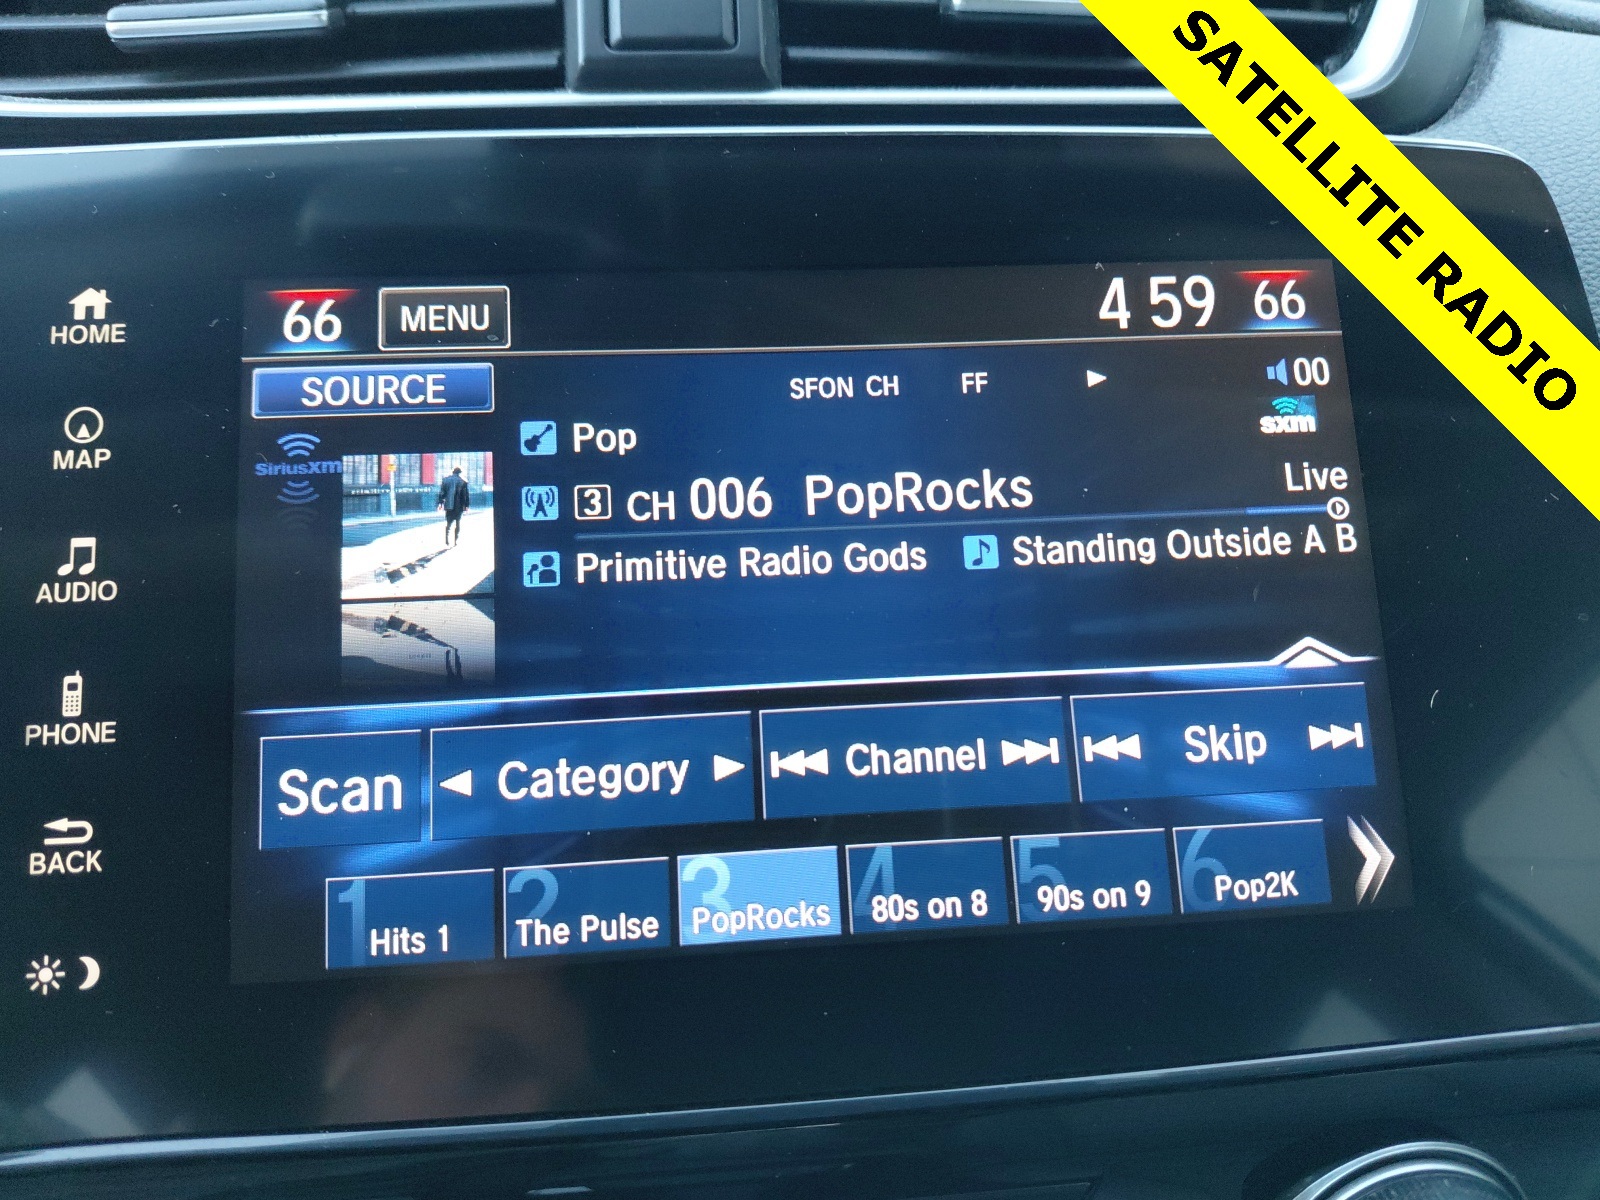 SATELLITE RADIO
66 MENU 4 59 66
HOME
SOURCE SFON CH FF 00
sxm
MAP
SiriusXm
Pop
3 CH 006 PopRocks Live
AUDIO
Primitive Radio Gods Standing Outside A B
PHONE
Scan Category Channel Skip
BACK
1 Hits 1
2 The Pulse
3 PopRocks
4 80s on 8
5 90s on 9
6 Pop2K